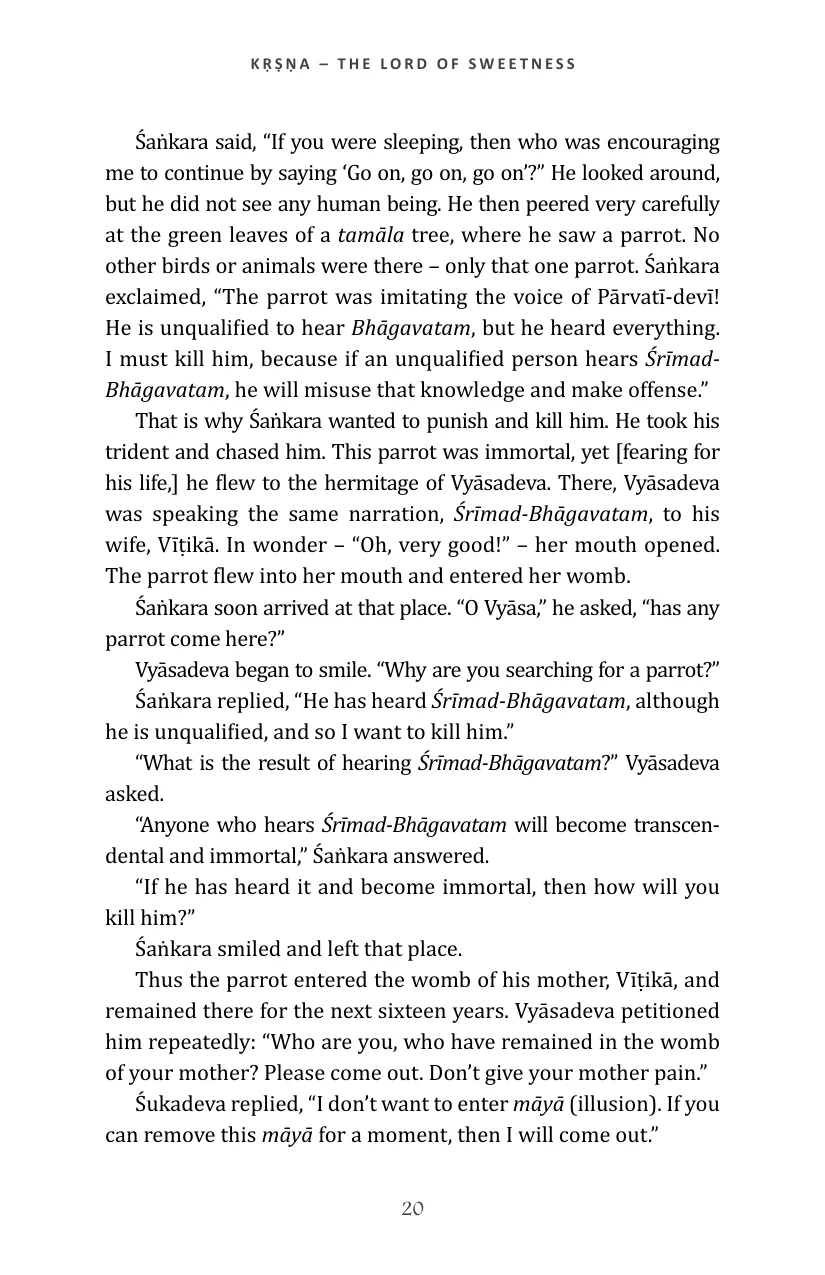 KṚṢṆA – THE LORD OF SWEETNESS
Śaṅkara said, “If you were sleeping, then who was encouraging
me to continue by saying ‘Go on, go on, go on’?” He looked around,
but he did not see any human being. He then peered very carefully
at the green leaves of a tamāla tree, where he saw a parrot. No
other birds or animals were there – only that one parrot. Śaṅkara
exclaimed, “The parrot was imitating the voice of Pārvatī-devī!
He is unqualified to hear Bhāgavatam, but he heard everything.
I must kill him, because if an unqualified person hears Śrīmad-
Bhāgavatam, he will misuse that knowledge and make offense.”
That is why Śaṅkara wanted to punish and kill him. He took his
trident and chased him. This parrot was immortal, yet [fearing for
his life,] he flew to the hermitage of Vyāsadeva. There, Vyāsadeva
was speaking the same narration, Śrīmad-Bhāgavatam, to his
wife, Vīṭikā. In wonder – “Oh, very good!” – her mouth opened.
The parrot flew into her mouth and entered her womb.
Śaṅkara soon arrived at that place. “O Vyāsa,” he asked, “has any
parrot come here?”
Vyāsadeva began to smile. “Why are you searching for a parrot?”
Śaṅkara replied, “He has heard Śrīmad-Bhāgavatam, although
he is unqualified, and so I want to kill him.”
“What is the result of hearing Śrīmad-Bhāgavatam?” Vyāsadeva
asked.
“Anyone who hears Śrīmad-Bhāgavatam will become transcen-
dental and immortal,” Śaṅkara answered.
“If he has heard it and become immortal, then how will you
kill him?”
Śaṅkara smiled and left that place.
Thus the parrot entered the womb of his mother, Vīṭikā, and
remained there for the next sixteen years. Vyāsadeva petitioned
him repeatedly: “Who are you, who have remained in the womb
of your mother? Please come out. Don’t give your mother pain.”
Śukadeva replied, “I don’t want to enter māyā (illusion). If you
can remove this māyā for a moment, then I will come out.”
20